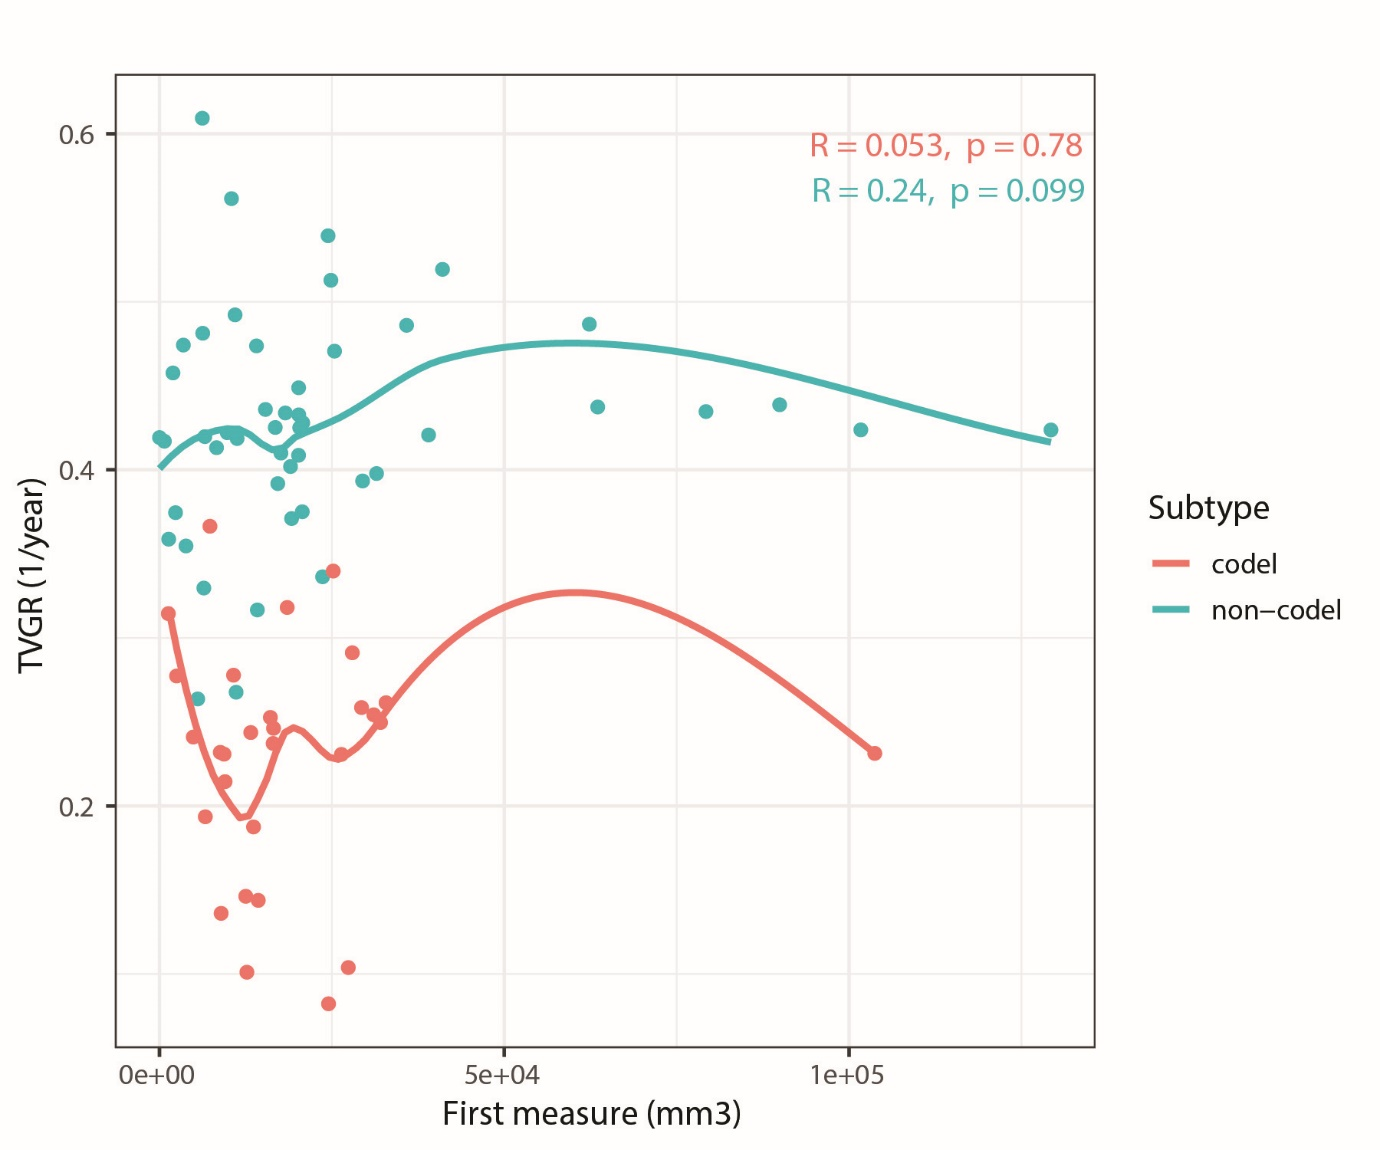 R = 0.053, p = 0.78
R = 0.24, p = 0.099
0.6
0.4
0.2
TVGR (1/year)
0e+00
5e+04
1e+05
First measure (mm3)
Subtype
codel
non−codel